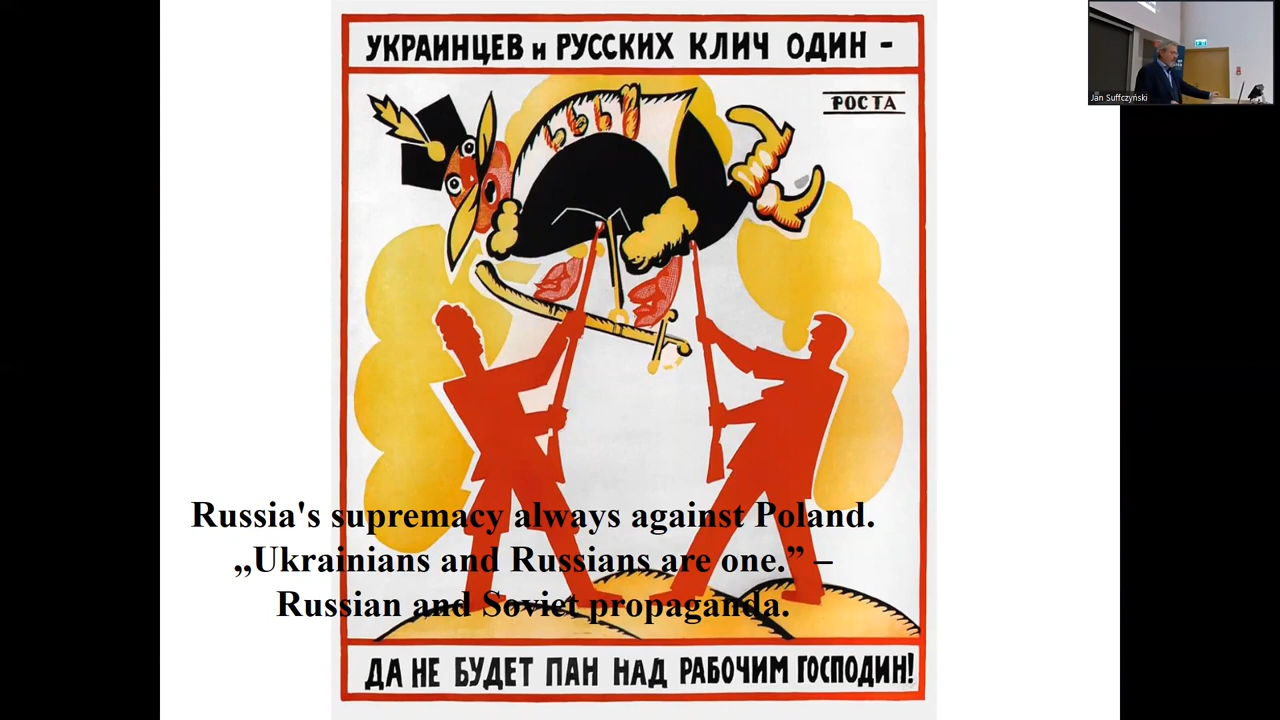 УКРАИНЦЕВ и РУССКИХ КЛИЧ ОДИН -
РОСТА
Jan Suffczyński
Russia's supremacy always against Poland.
„Ukrainians and Russians are one.” –
Russian and Soviet propaganda.
ДА НЕ БУДЕТ ПАН НАД РАБОЧИМ ГОСПОДИН!